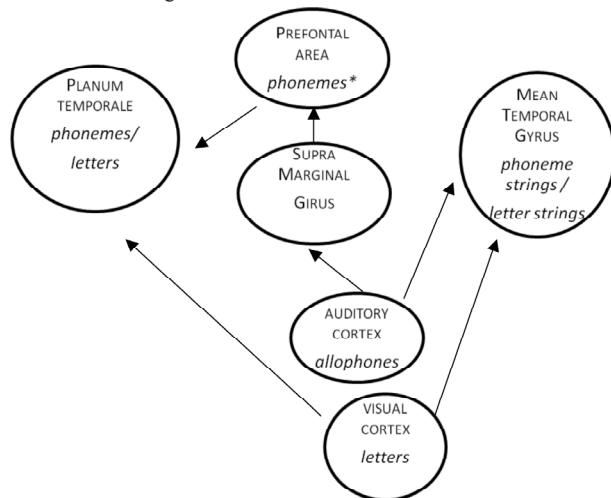 PREFONTAL
AREA
phonemes*
PLANUM
TEMPORALE
phonemes/
letters
MEAN
TEMPORAL
GYRUS
phoneme
strings /
letter strings
SUPRA
MARGINAL
GIRUS
AUDITORY
CORTEX
allophones
VISUAL
CORTEX
letters